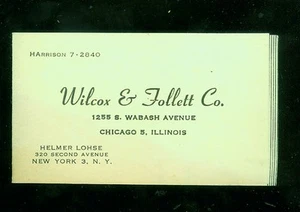 HArrison 7-2840
Wilcox & Follett Co.
1255 S. WABASH AVENUE
CHICAGO 5, ILLINOIS
HELMER LOHSE
320 SECOND AVENUE
NEW YORK 3, N. Y.